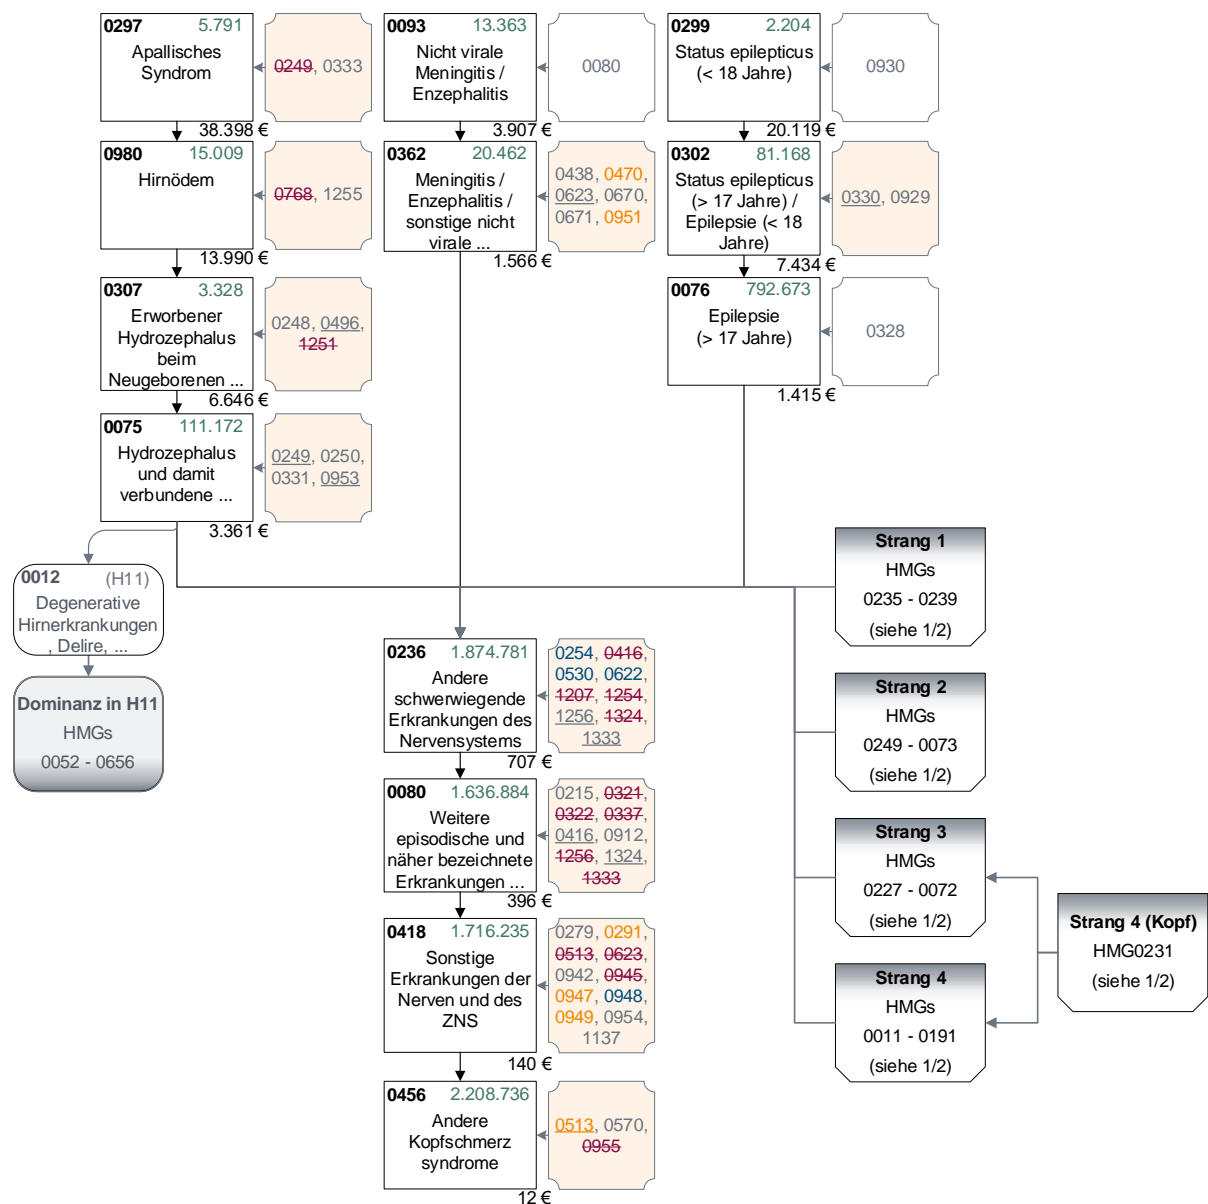 0297 5.791
Apallisches
Syndrom
0249, 0333
38.398 €
0980 15.009
Hirnödem
0768, 1255
13.990 €
0307 3.328
Erworbener
Hydrozephalus
beim
Neugeborenen ...
0248, 0496,
1251
6.646 €
0075 111.172
Hydrozephalus
und damit
verbundene ...
0249, 0250,
0331, 0953
3.361 €
0012 (H11)
Degenerative
Hirnerkrankungen
, Delire, ...
Dominanz in H11
HMGs
0052 - 0656
0093 13.363
Nicht virale
Meningitis /
Enzephalitis
0080
3.907 €
0362 20.462
Meningitis /
Enzephalitis /
sonstige nicht
virale ...
0438, 0470,
0623, 0670,
0671, 0951
1.566 €
0299 2.204
Status epilepticus
(< 18 Jahre)
0930
20.119 €
0302 81.168
Status epilepticus
(> 17 Jahre) /
Epilepsie (< 18
Jahre)
0330, 0929
7.434 €
0076 792.673
Epilepsie
(> 17 Jahre)
0328
1.415 €
0236 1.874.781
Andere
schwerwiegende
Erkrankungen des
Nervensystems
0254, 0416,
0530, 0622,
1207, 1254,
1256, 1324,
1333
707 €
0080 1.636.884
Weitere
episodische und
näher bezeichnete
Erkrankungen ...
0215, 0321,
0322, 0337,
0416, 0912,
1256, 1324,
1333
396 €
0418 1.716.235
Sonstige
Erkrankungen der
Nerven und des
ZNS
0279, 0291,
0513, 0623,
0942, 0945,
0947, 0948,
0949, 0954,
1137
140 €
0456 2.208.736
Andere
Kopfschmerz
syndrome
0513, 0570,
0955
12 €
Strang 1
HMGs
0235 - 0239
(siehe 1/2)
Strang 2
HMGs
0249 - 0073
(siehe 1/2)
Strang 3
HMGs
0227 - 0072
(siehe 1/2)
Strang 4
HMGs
0011 - 0191
(siehe 1/2)
Strang 4 (Kopf)
HMG0231
(siehe 1/2)